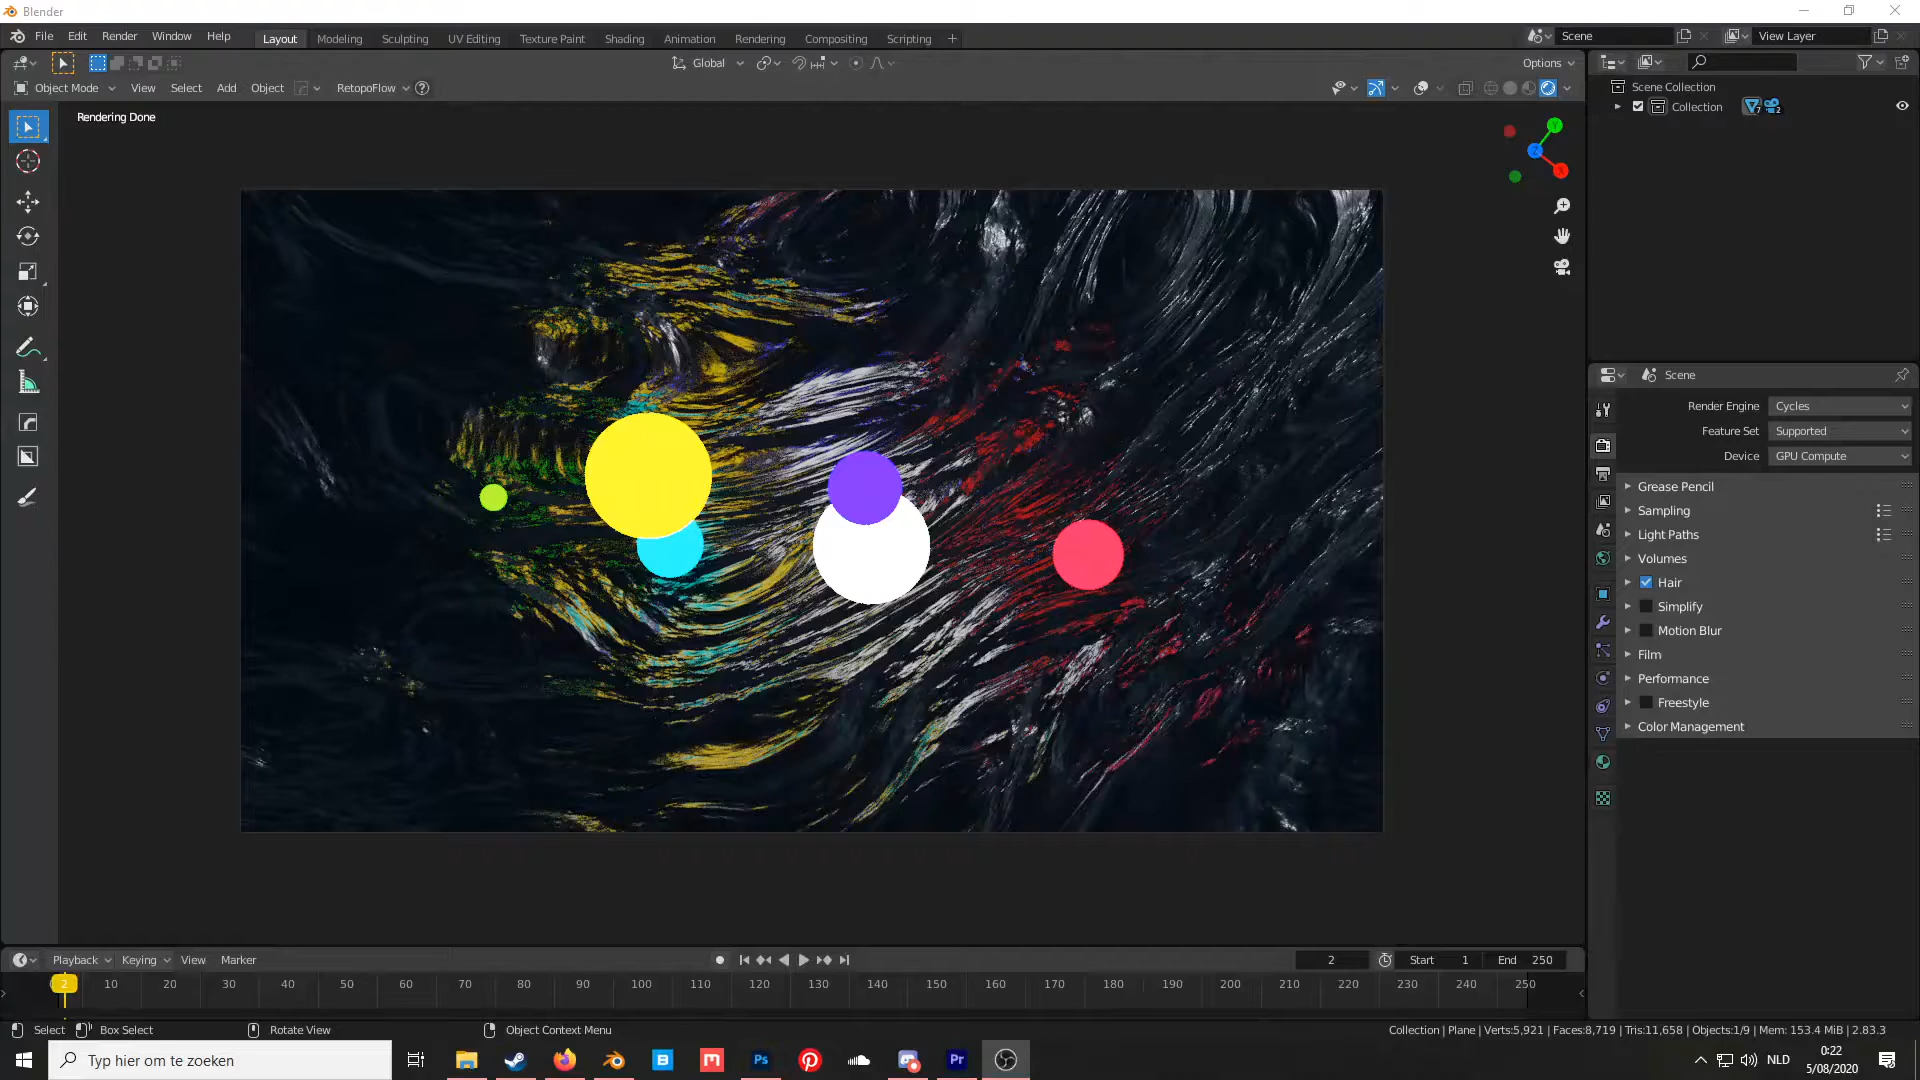 Blender
File Edit Render Window Help Layout Modeling Sculpting UV Editing Texture Paint Shading Animation Rendering Compositing Scripting + Scene View Layer
Global Options
Object Mode View Select Add Object RetopoFlow
Rendering Done
Scene Collection
Collection 7 2
Y
Z
X
Scene
Render Engine Cycles
Feature Set Supported
Device GPU Compute
Grease Pencil
Sampling
Light Paths
Volumes
Hair
Simplify
Motion Blur
Film
Performance
Freestyle
Color Management
Playback Keying View Marker 2 Start 1 End 250
2 10 20 30 40 50 60 70 80 90 100 110 120 130 140 150 160 170 180 190 200 210 220 230 240 250
Select Box Select Rotate View Object Context Menu Collection | Plane | Verts:5,921 | Faces:8,719 | Tris:11,658 | Objects:1/9 | Mem: 153.4 MiB | 2.83.3
Typ hier om te zoeken B M Ps Pr NLD 0:22
5/08/2020